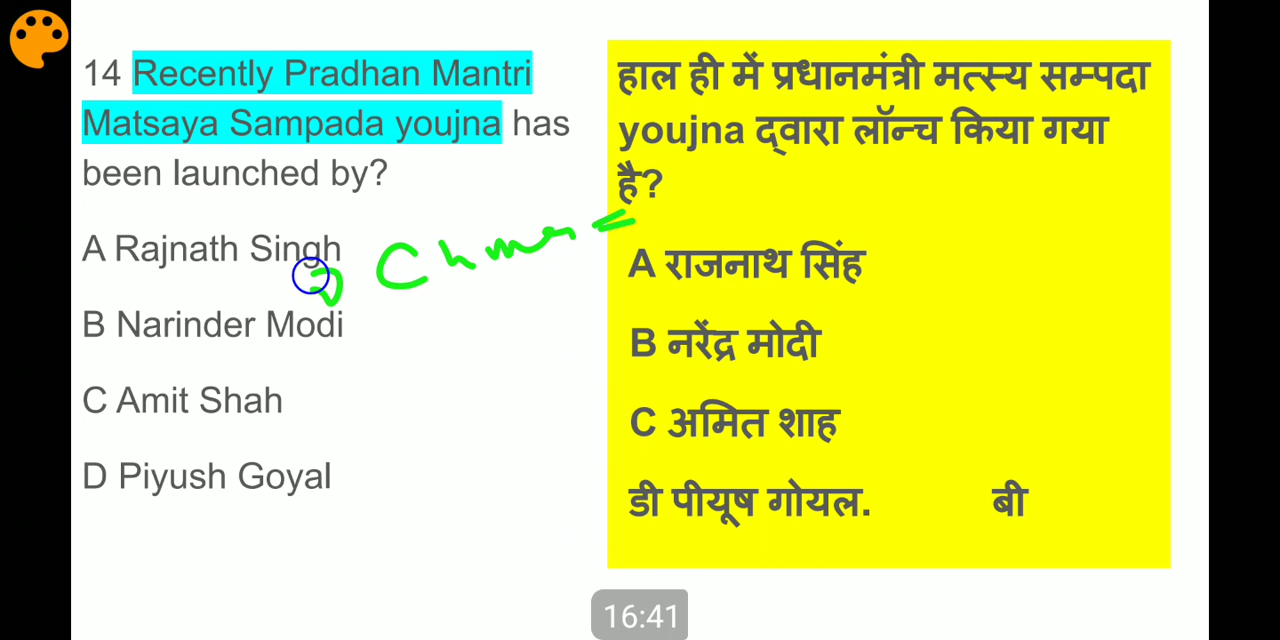 14 Recently Pradhan Mantri
Matsaya Sampada youjna has
been launched by?
A Rajnath Singh
B Narinder Modi
C Amit Shah
D Piyush Goyal
हाल ही में प्रधानमंत्री मत्स्य सम्पदा
youjna द्वारा लॉन्च किया गया
है?
A राजनाथ सिंह
B नरेंद्र मोदी
C अमित शाह
डी पीयूष गोयल. बी
16:41